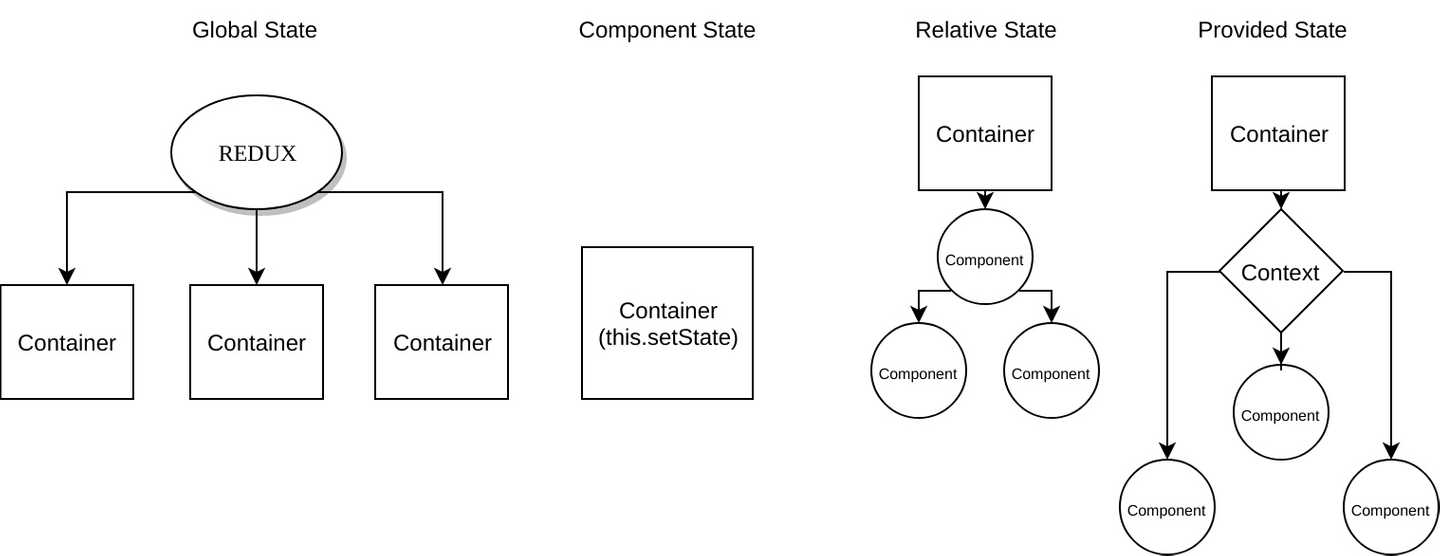 Global State
Component State
Relative State
Provided State
REDUX
Container
Container
Container
Container
(this.setState)
Container
Component
Component
Component
Container
Context
Component
Component
Component